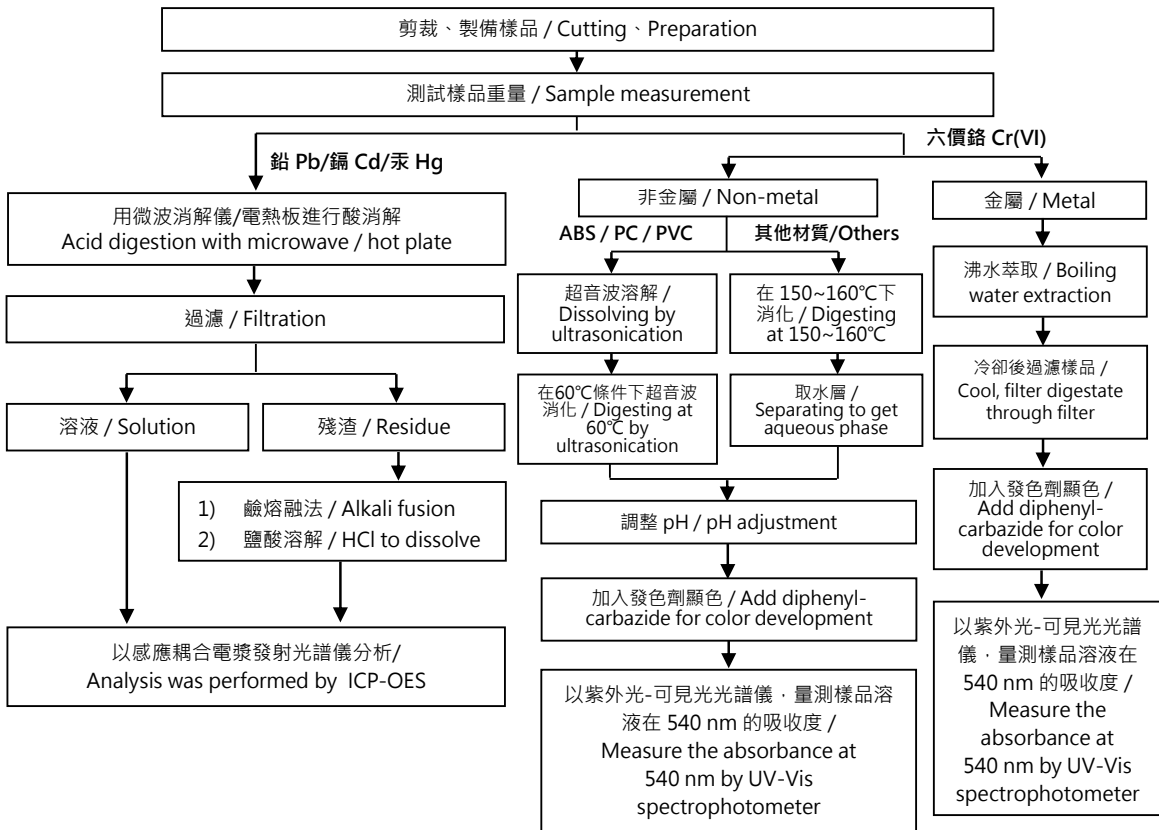 剪裁、製備樣品 / Cutting、Preparation
測試樣品重量 / Sample measurement
鉛 Pb/鎘 Cd/汞 Hg
六價鉻 Cr(VI)
用微波消解儀/電熱板進行酸消解
Acid digestion with microwave / hot plate
過濾 / Filtration
溶液 / Solution
殘渣 / Residue
1) 鹼熔融法 / Alkali fusion
2) 鹽酸溶解 / HCl to dissolve
以感應耦合電漿發射光譜儀分析/
Analysis was performed by ICP-OES
非金屬 / Non-metal
ABS / PC / PVC
其他材質/Others
超音波溶解 /
Dissolving by
ultrasonication
在60℃條件下超音波
消化 / Digesting at
60℃ by
ultrasonication
在 150~160℃下
消化 / Digesting
at 150~160℃
取水層 /
Separating to get
aqueous phase
調整 pH / pH adjustment
加入發色劑顯色 / Add diphenyl-
carbazide for color development
以紫外光-可見光光譜儀，量測樣品溶
液在 540 nm 的吸收度 /
Measure the absorbance at
540 nm by UV-Vis
spectrophotometer
金屬 / Metal
沸水萃取 / Boiling
water extraction
冷卻後過濾樣品 /
Cool, filter digestate
through filter
加入發色劑顯色 /
Add diphenyl-
carbazide for color
development
以紫外光-可見光光譜
儀，量測樣品溶液在
540 nm 的吸收度 /
Measure the
absorbance at
540 nm by UV-Vis
spectrophotometer